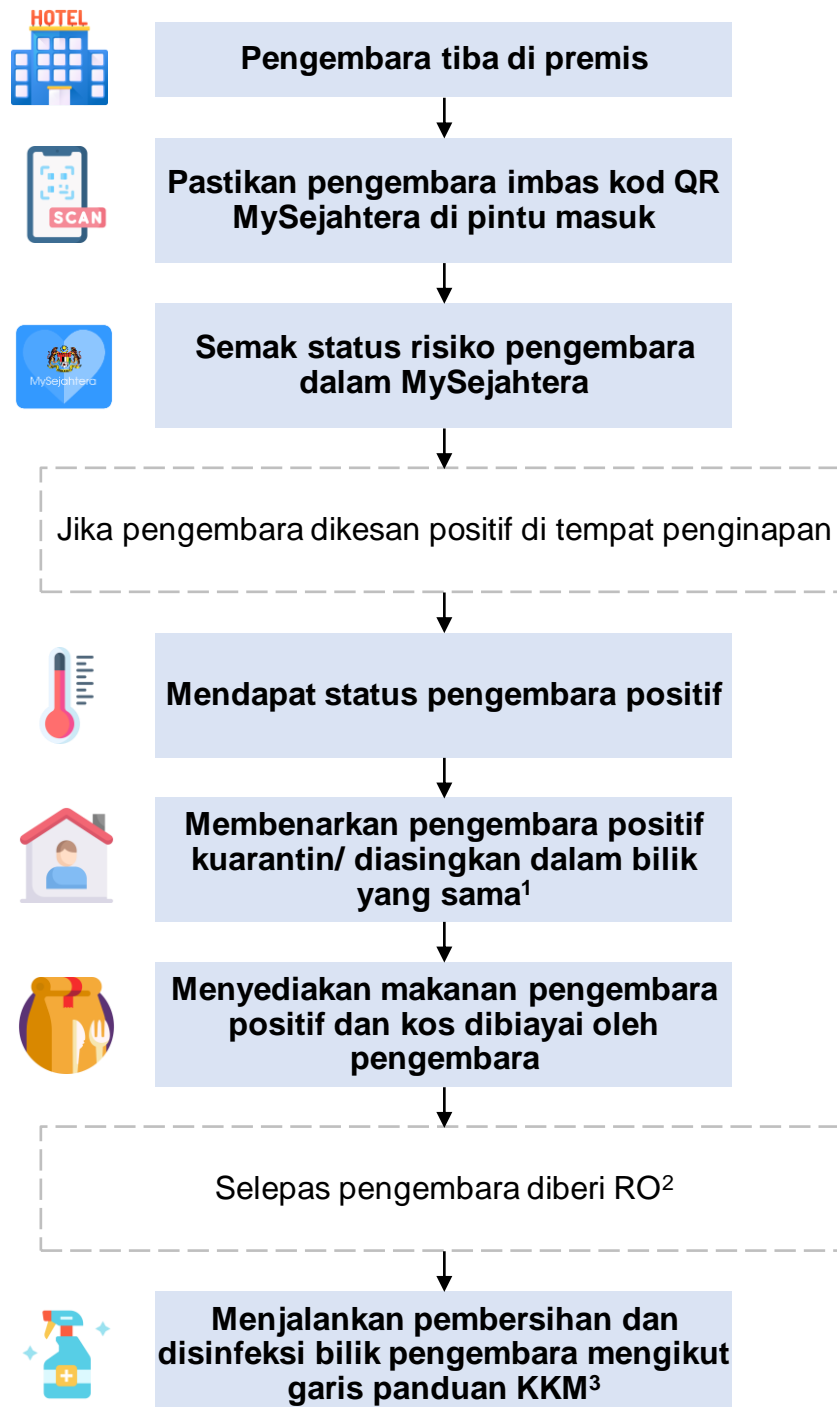 HOTEL
Pengembara tiba di premis
SCAN
Pastikan pengembara imbas kod QR
MySejahtera di pintu masuk
MySejahtera
Semak status risiko pengembara
dalam MySejahtera
Jika pengembara dikesan positif di tempat penginapan
Mendapat status pengembara positif
Membenarkan pengembara positif
kuarantin/ diasingkan dalam bilik
yang sama¹
Menyediakan makanan pengembara
positif dan kos dibiayai oleh
pengembara
Selepas pengembara diberi RO²
Menjalankan pembersihan dan
disinfeksi bilik pengembara mengikut
garis panduan KKM³